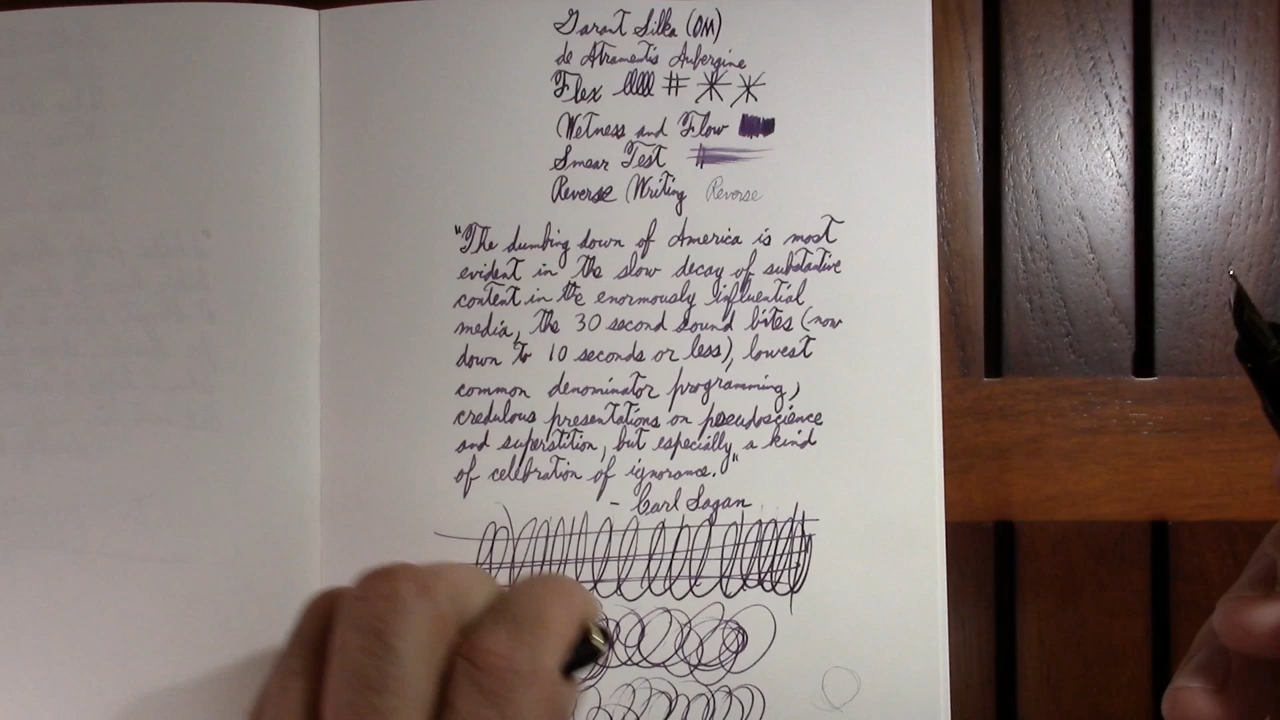 Garant Silka (OM)
de Atramentis Aubergine
Flex llll # * *
Wetness and Flow
Smear Test
Reverse Writing Reverse
"The dumbing down of America is most
evident in the slow decay of substantive
content in the enormously influential
media, the 30 second sound bites (now
down to 10 seconds or less), lowest
common denominator programming,
credulous presentations on pseudoscience
and superstition, but especially a kind
of celebration of ignorance."
- Carl Sagan